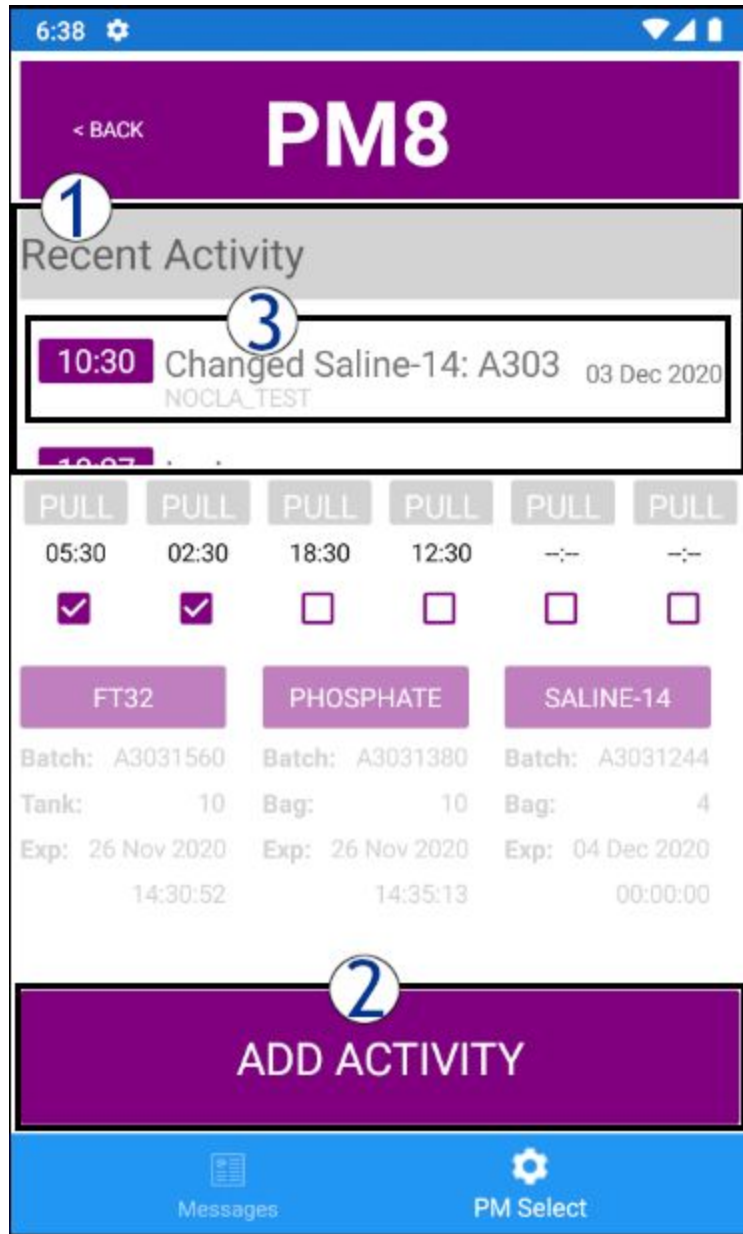 6:38
< BACK PM8
1
Recent Activity
3
10:30 Changed Saline-14: A303 03 Dec 2020
NOCLA_TEST
PULL PULL PULL PULL PULL PULL
05:30 02:30 18:30 12:30 --:-- --:--
FT32 PHOSPHATE SALINE-14
Batch: A3031560 Batch: A3031380 Batch: A3031244
Tank: 10 Bag: 10 Bag: 4
Exp: 26 Nov 2020 Exp: 26 Nov 2020 Exp: 04 Dec 2020
14:30:52 14:35:13 00:00:00
2
ADD ACTIVITY
Messages PM Select